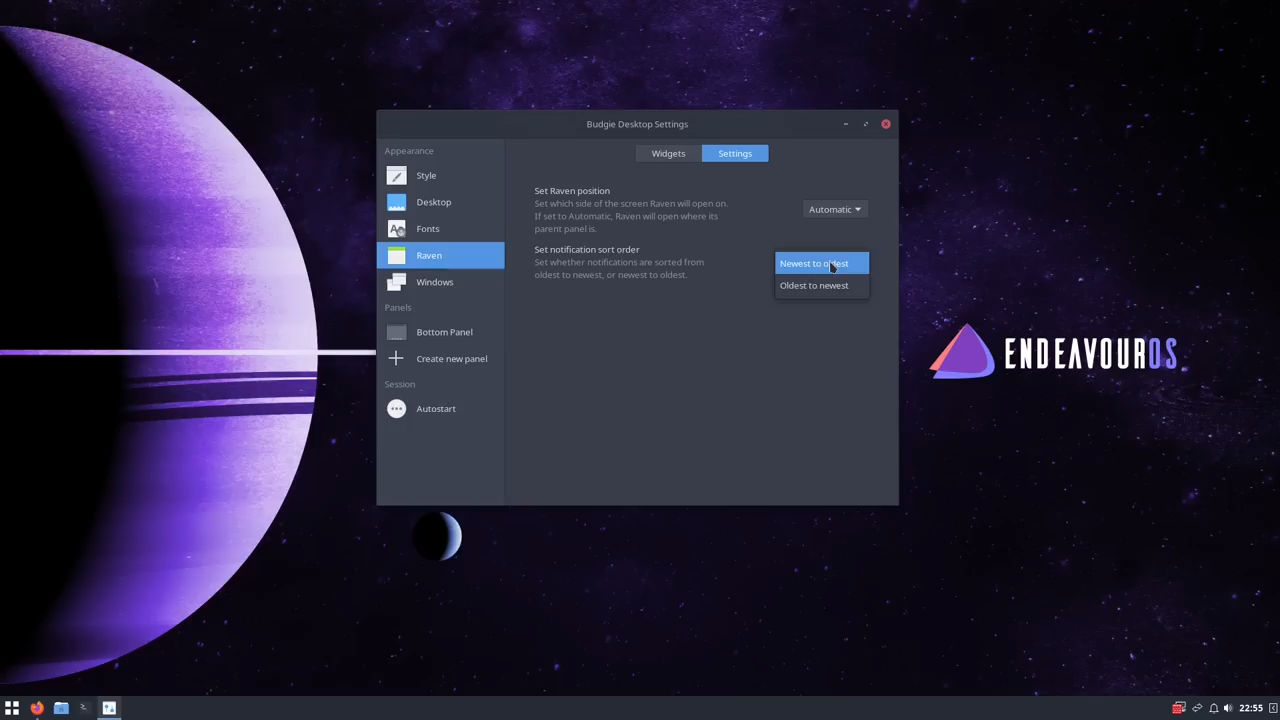 Budgie Desktop Settings
Appearance
Style
Desktop
Fonts
Raven
Windows
Panels
Bottom Panel
Create new panel
Session
Autostart
Widgets
Settings
Set Raven position
Set which side of the screen Raven will open on.
If set to Automatic, Raven will open where its
parent panel is.
Automatic
Set notification sort order
Set whether notifications are sorted from
oldest to newest, or newest to oldest.
Newest to oldest
Oldest to newest
ENDEAVOUROS
22:55